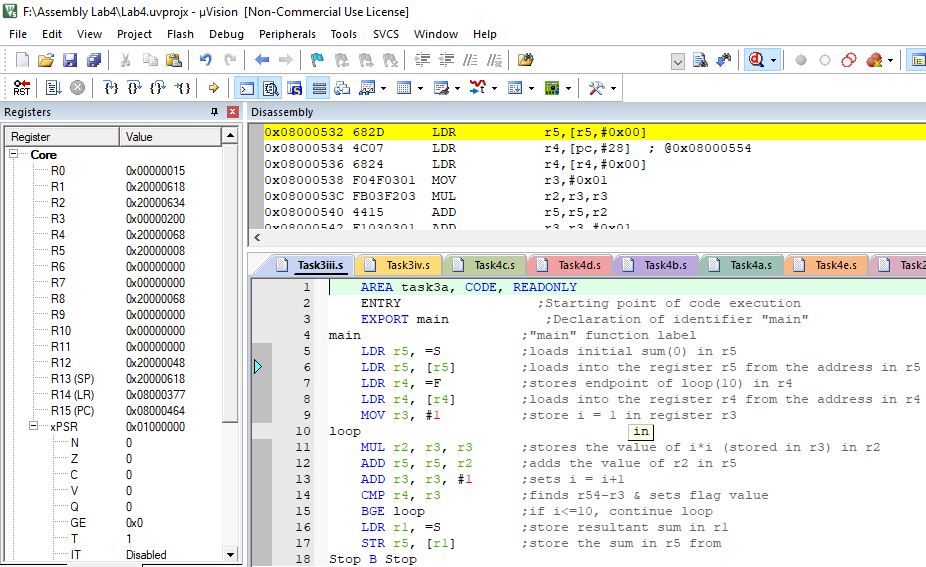 F:\Assembly Lab4\Lab4.uvprojx - µVision [Non-Commercial Use License]
File Edit View Project Flash Debug Peripherals Tools SVCS Window Help
RST
Registers
Register Value
Core
R0 0x00000015
R1 0x20000618
R2 0x20000634
R3 0x00000200
R4 0x20000068
R5 0x20000008
R6 0x00000000
R7 0x00000000
R8 0x20000068
R9 0x00000000
R10 0x00000000
R11 0x00000000
R12 0x20000048
R13 (SP) 0x20000618
R14 (LR) 0x08000377
R15 (PC) 0x08000464
xPSR 0x01000000
N 0
Z 0
C 0
V 0
Q 0
GE 0x0
T 1
IT Disabled
Disassembly
0x08000532 682D LDR r5,[r5,#0x00]
0x08000534 4C07 LDR r4,[pc,#28] ; @0x08000554
0x08000536 6824 LDR r4,[r4,#0x00]
0x08000538 F04F0301 MOV r3,#0x01
0x0800053C FB03F203 MUL r2,r3,r3
0x08000540 4415 ADD r5,r5,r2
0x08000542 F1030301 ADD r3,r3,#0x01
Task3iii.s Task3iv.s Task4c.s Task4d.s Task4b.s Task4a.s Task4e.s Task2
1 AREA task3a, CODE, READONLY
2 ENTRY ;Starting point of code execution
3 EXPORT main ;Declaration of identifier "main"
4 main ;"main" function label
5 LDR r5, =S ;loads initial sum(0) in r5
6 LDR r5, [r5] ;loads into the register r5 from the address in r5
7 LDR r4, =F ;stores endpoint of loop(10) in r4
8 LDR r4, [r4] ;loads into the register r4 from the address in r4
9 MOV r3, #1 ;store i = 1 in register r3
10 loop
in
11 MUL r2, r3, r3 ;stores the value of i*i (stored in r3) in r2
12 ADD r5, r5, r2 ;adds the value of r2 in r5
13 ADD r3, r3, #1 ;sets i = i+1
14 CMP r4, r3 ;finds r54-r3 & sets flag value
15 BGE loop ;if i<=10, continue loop
16 LDR r1, =S ;store resultant sum in r1
17 STR r5, [r1] ;store the sum in r5 from
18 Stop B Stop